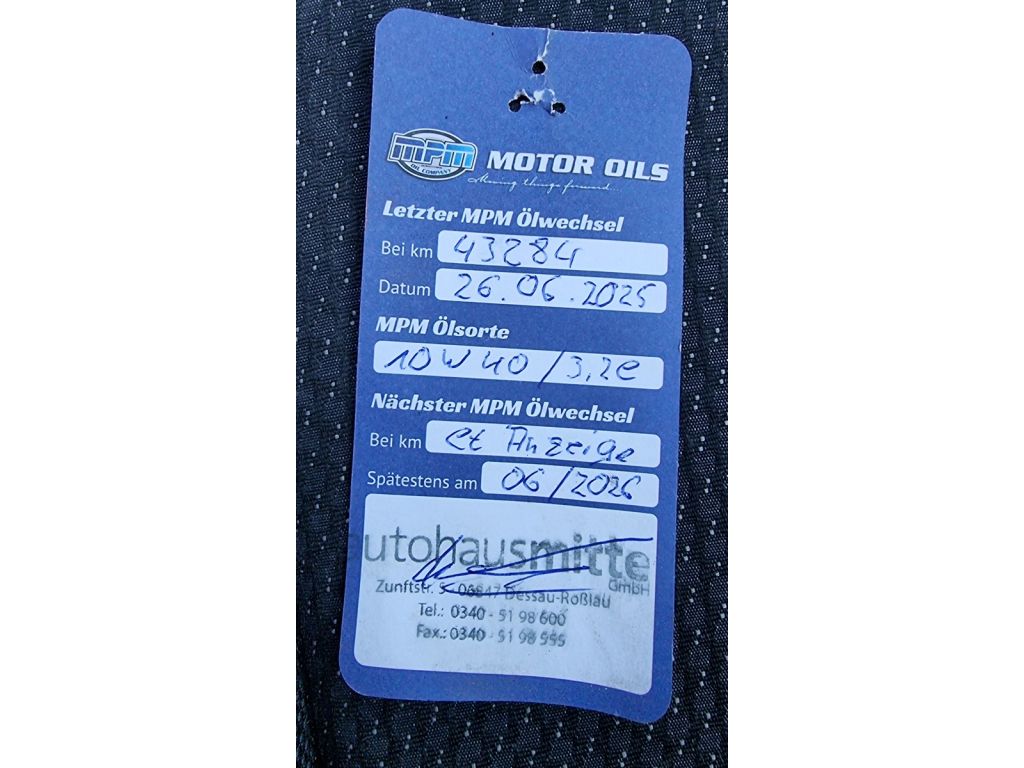 MPM
OIL COMPANY
MOTOR OILS
Moving things forward...
Letzter MPM Ölwechsel
Bei km 43284
Datum 26.06.2025
MPM Ölsorte
10W40/3,2l
Nächster MPM Ölwechsel
Bei km Lt Anzeige
Spätestens am 06/2026
autohausmitte
GmbH
Zunftstr. 5 - 06847 Dessau-Roßlau
Tel.: 0340 - 51 98 600
Fax.: 0340 - 51 98 555